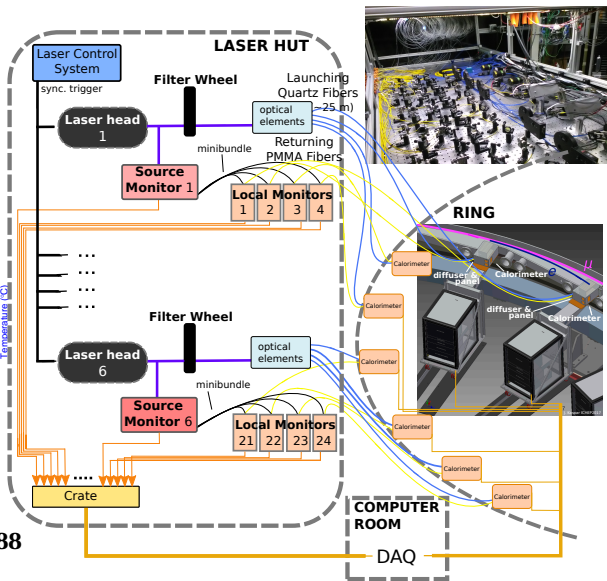 LASER HUT
Laser Control
System
sync. trigger
Filter Wheel
Launching
Quartz Fibers
(~25 m)
Laser head
1
optical
elements
Returning
PMMA Fibers
minibundle
Source
Monitor 1
Local Monitors
1 2 3 4
RING
μ
e
Calorimeter
diffuser &
panel
Calorimeter
Calorimeter
diffuser &
panel
Calorimeter
...
...
Temperature (°C)
Filter Wheel
Laser head
6
optical
elements
Calorimeter
minibundle
Source
Monitor 6
Local Monitors
21 22 23 24
Calorimeter
Calorimeter
Calorimeter
....
Crate
COMPUTER
ROOM
88
DAQ